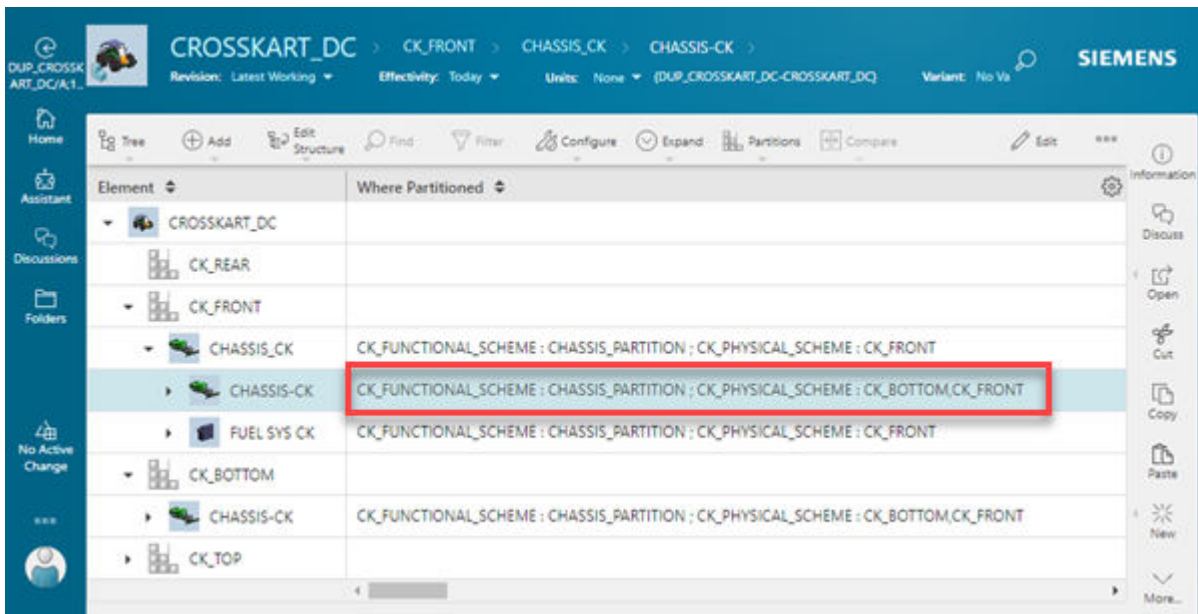 DUP_CROSSK
ART_DC/A;1...
CROSSKART_DC > CK_FRONT > CHASSIS_CK > CHASSIS-CK >
Revision: Latest Working Effectivity: Today Units: None (DUP_CROSSKART_DC-CROSSKART_DC) Variant: No Va
SIEMENS
Home
Assistant
Discussions
Folders
No Active
Change
Tree Add Edit Structure Find Filter Configure Expand Partitions Compare Edit
Element Where Partitioned
CROSSKART_DC
CK_REAR
CK_FRONT
CHASSIS_CK CK_FUNCTIONAL_SCHEME : CHASSIS_PARTITION ; CK_PHYSICAL_SCHEME : CK_FRONT
CHASSIS-CK CK_FUNCTIONAL_SCHEME : CHASSIS_PARTITION ; CK_PHYSICAL_SCHEME : CK_BOTTOM,CK_FRONT
FUEL SYS CK CK_FUNCTIONAL_SCHEME : CHASSIS_PARTITION ; CK_PHYSICAL_SCHEME : CK_FRONT
CK_BOTTOM
CHASSIS-CK CK_FUNCTIONAL_SCHEME : CHASSIS_PARTITION ; CK_PHYSICAL_SCHEME : CK_BOTTOM,CK_FRONT
CK_TOP
Information
Discuss
Open
Cut
Copy
Paste
New
More...